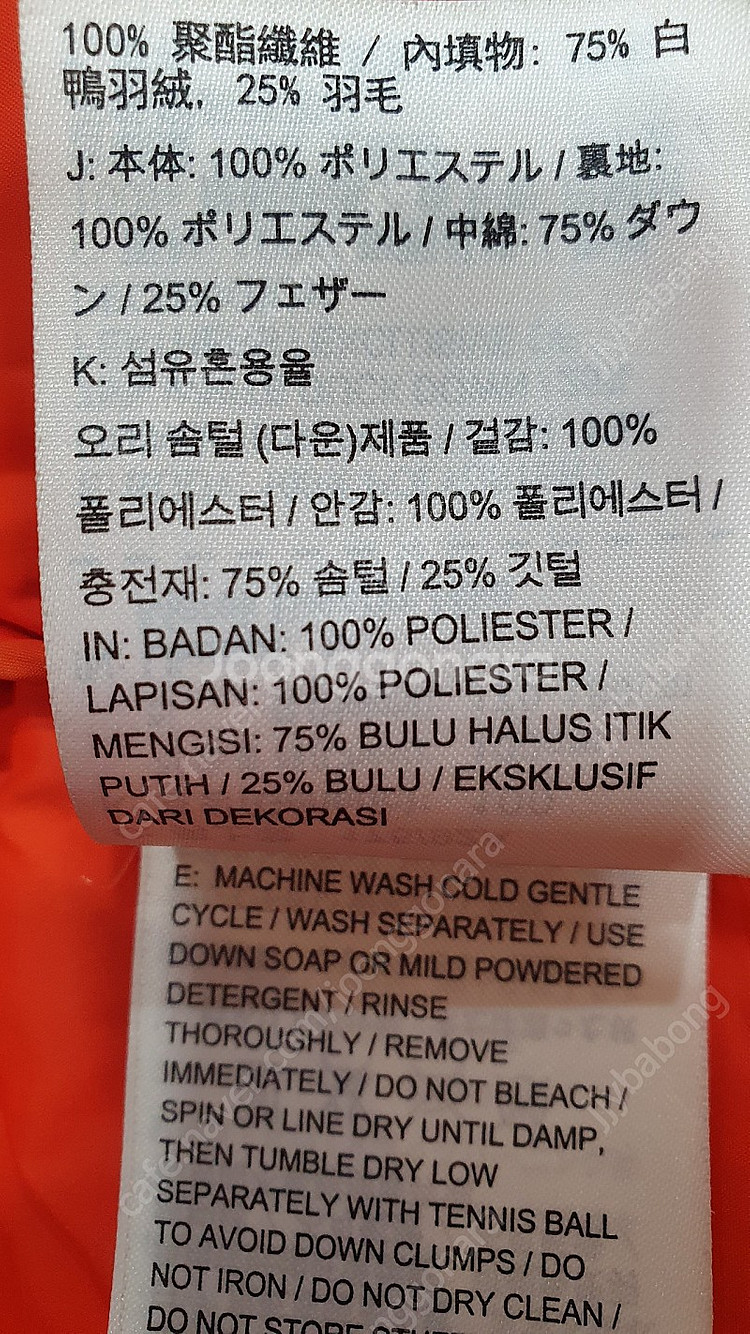 100% 聚酯纖維 / 內填物: 75% 白
鴨羽絨, 25% 羽毛
J: 本体: 100% ポリエステル / 裏地:
100% ポリエステル / 中綿: 75% ダウ
ン / 25% フェザー
K: 섬유혼용율
오리 솜털 (다운)제품 / 겉감: 100%
폴리에스터 / 안감: 100% 폴리에스터 /
충전재: 75% 솜털 / 25% 깃털
IN: BADAN: 100% POLIESTER /
LAPISAN: 100% POLIESTER /
MENGISI: 75% BULU HALUS ITIK
PUTIH / 25% BULU / EKSKLUSIF
DARI DEKORASI
E: MACHINE WASH COLD GENTLE
CYCLE / WASH SEPARATELY / USE
DOWN SOAP OR MILD POWDERED
DETERGENT / RINSE
THOROUGHLY / REMOVE
IMMEDIATELY / DO NOT BLEACH /
SPIN OR LINE DRY UNTIL DAMP,
THEN TUMBLE DRY LOW
SEPARATELY WITH TENNIS BALL
TO AVOID DOWN CLUMPS / DO
NOT IRON / DO NOT DRY CLEAN /
DO NOT STORE